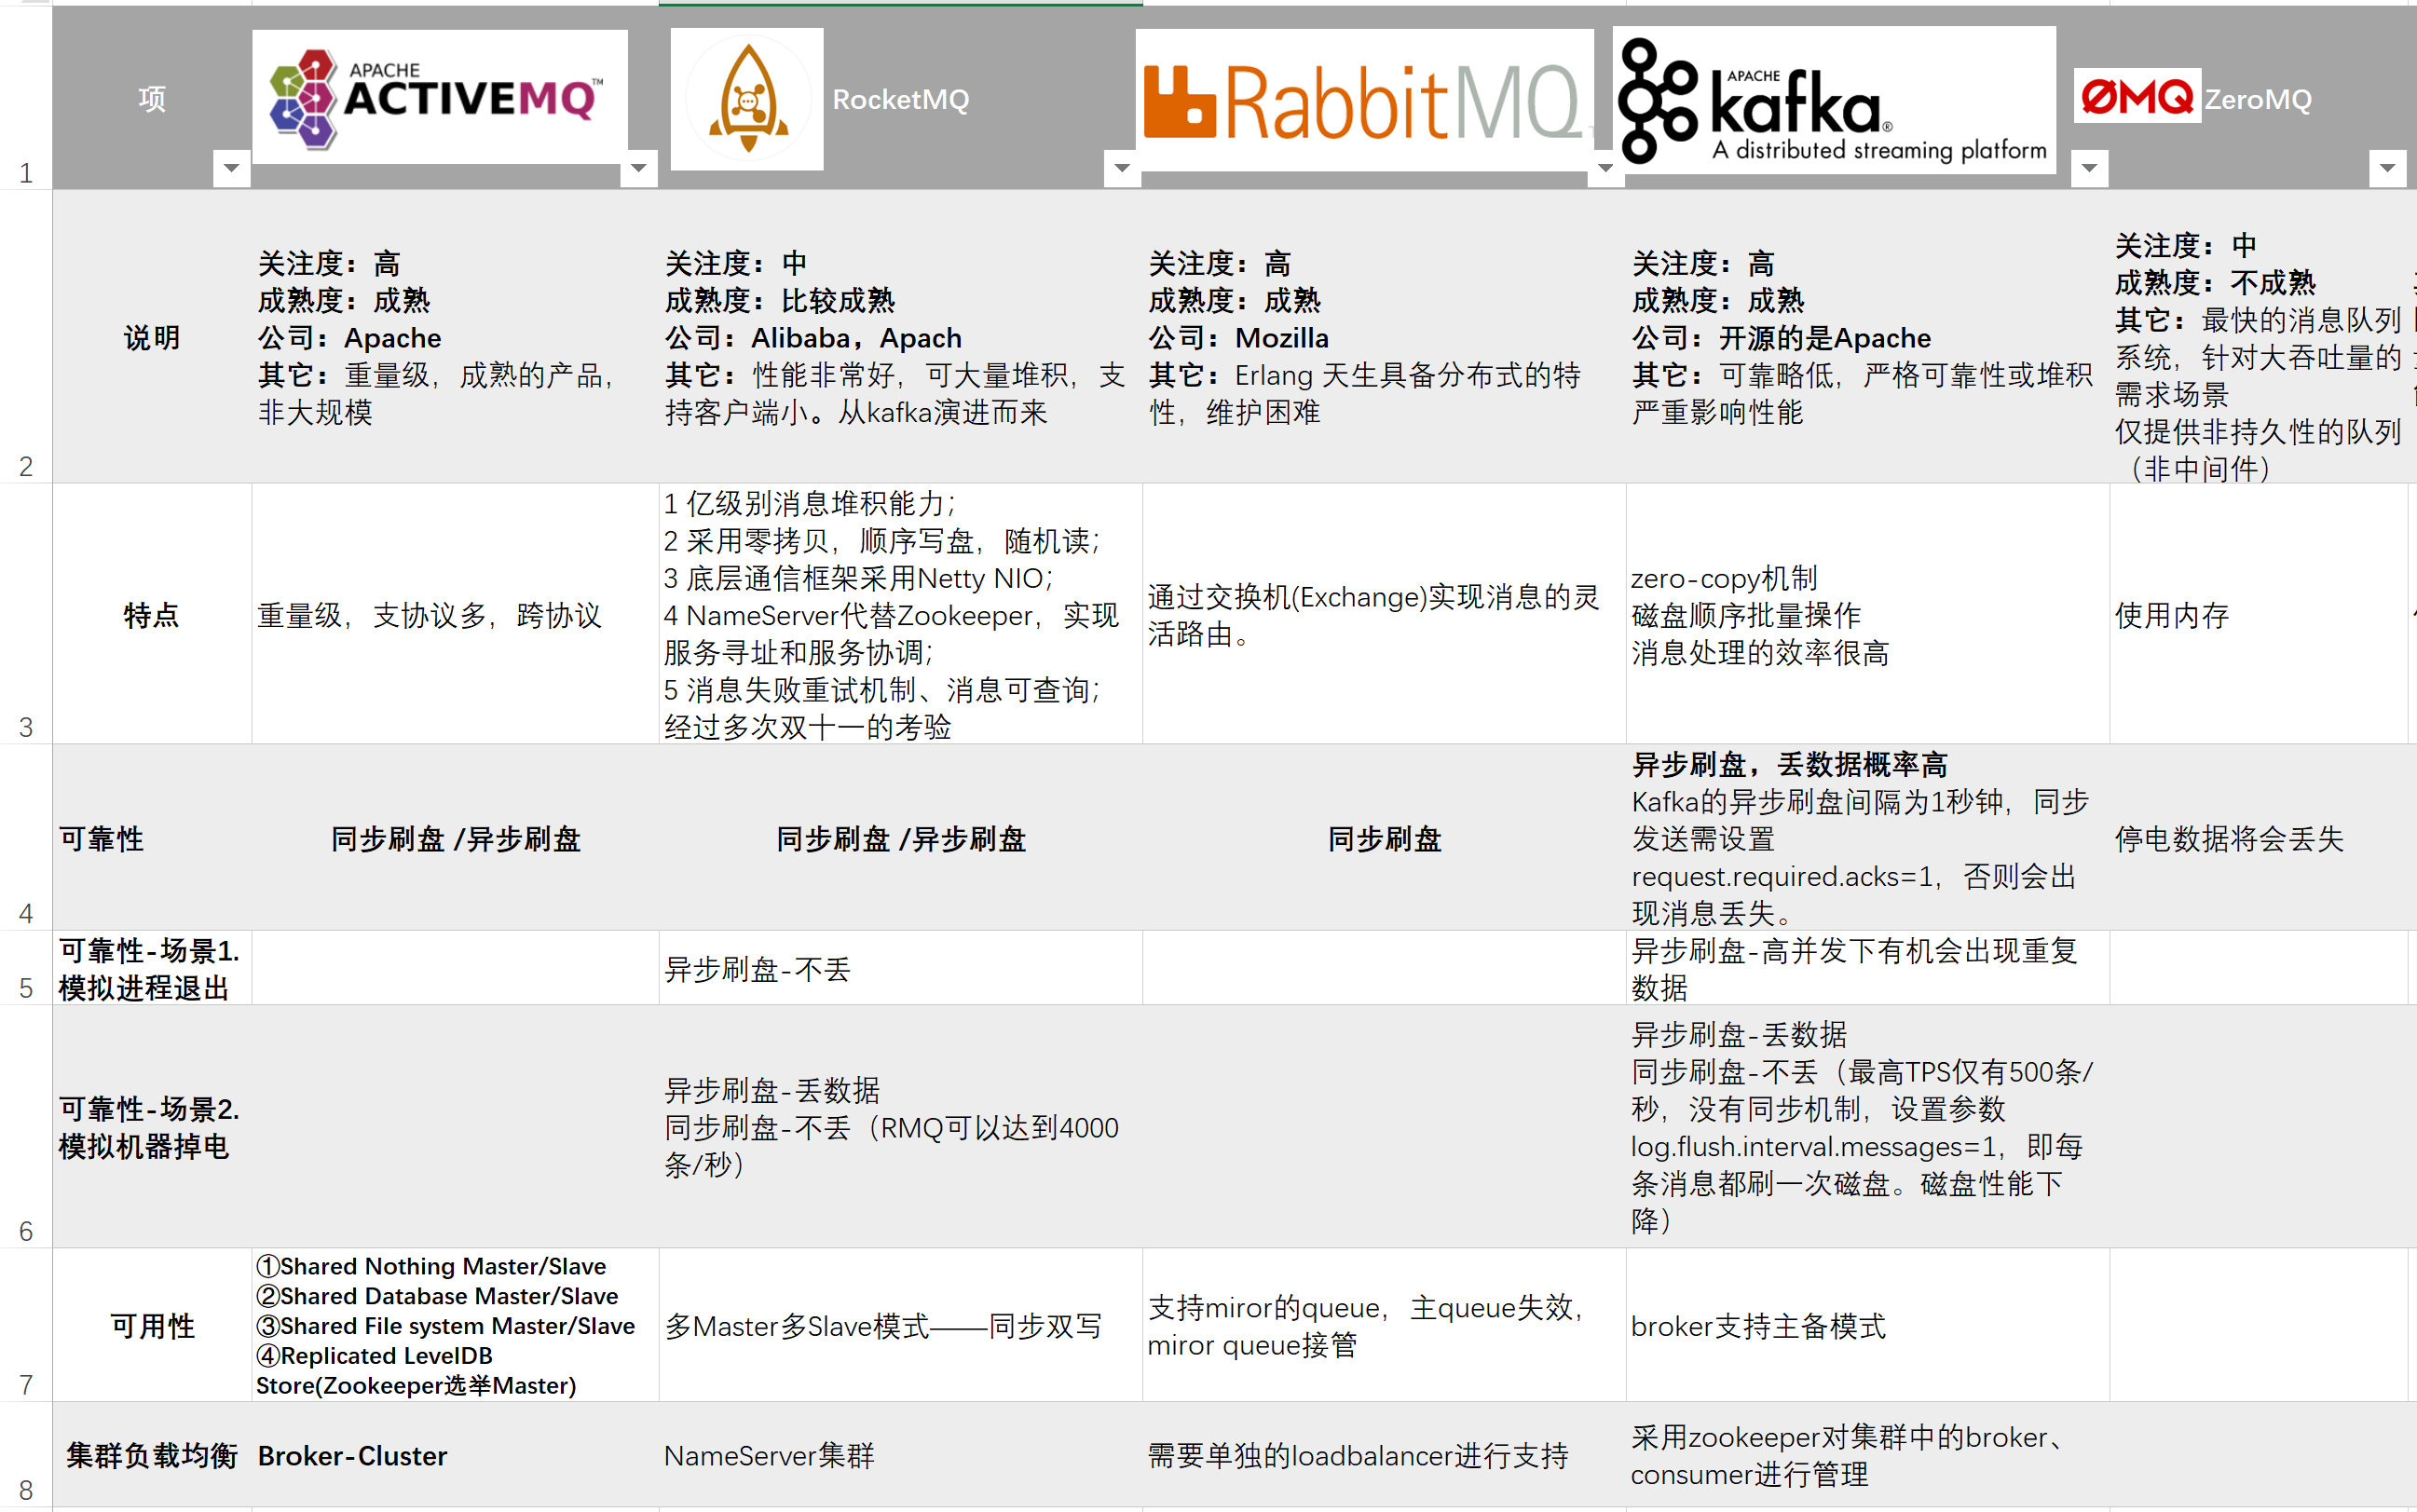 项
APACHE
ACTIVEMQ™
RocketMQ
RabbitMQ
APACHE
kafka®
A distributed streaming platform
ØMQ
ZeroMQ
1
说明
关注度：高
成熟度：成熟
公司：Apache
其它：重量级，成熟的产品，
非大规模
关注度：中
成熟度：比较成熟
公司：Alibaba，Apach
其它：性能非常好，可大量堆积，支
持客户端小。从kafka演进而来
关注度：高
成熟度：成熟
公司：Mozilla
其它：Erlang 天生具备分布式的特
性，维护困难
关注度：高
成熟度：成熟
公司：开源的是Apache
其它：可靠略低，严格可靠性或堆积
严重影响性能
关注度：中
成熟度：不成熟
其它：最快的消息队列
系统，针对大吞吐量的
需求场景
仅提供非持久性的队列
（非中间件）
2
特点
重量级，支协议多，跨协议
1 亿级别消息堆积能力；
2 采用零拷贝，顺序写盘，随机读；
3 底层通信框架采用Netty NIO；
4 NameServer代替Zookeeper，实现
服务寻址和服务协调；
5 消息失败重试机制、消息可查询；
经过多次双十一的考验
通过交换机(Exchange)实现消息的灵
活路由。
zero-copy机制
磁盘顺序批量操作
消息处理的效率很高
使用内存
3
可靠性
同步刷盘 /异步刷盘
同步刷盘 /异步刷盘
同步刷盘
异步刷盘，丢数据概率高
Kafka的异步刷盘间隔为1秒钟，同步
发送需设置
request.required.acks=1，否则会出
现消息丢失。
停电数据将会丢失
4
可靠性-场景1.
模拟进程退出
异步刷盘-不丢
异步刷盘-高并发下有机会出现重复
数据
5
可靠性-场景2.
模拟机器掉电
异步刷盘-丢数据
同步刷盘-不丢（RMQ可以达到4000
条/秒）
异步刷盘-丢数据
同步刷盘-不丢（最高TPS仅有500条/
秒，没有同步机制，设置参数
log.flush.interval.messages=1，即每
条消息都刷一次磁盘。磁盘性能下
降）
6
可用性
①Shared Nothing Master/Slave
②Shared Database Master/Slave
③Shared File system Master/Slave
④Replicated LevelDB
Store(Zookeeper选举Master)
多Master多Slave模式——同步双写
支持miror的queue，主queue失效，
miror queue接管
broker支持主备模式
7
集群负载均衡
Broker-Cluster
NameServer集群
需要单独的loadbalancer进行支持
采用zookeeper对集群中的broker、
consumer进行管理
8